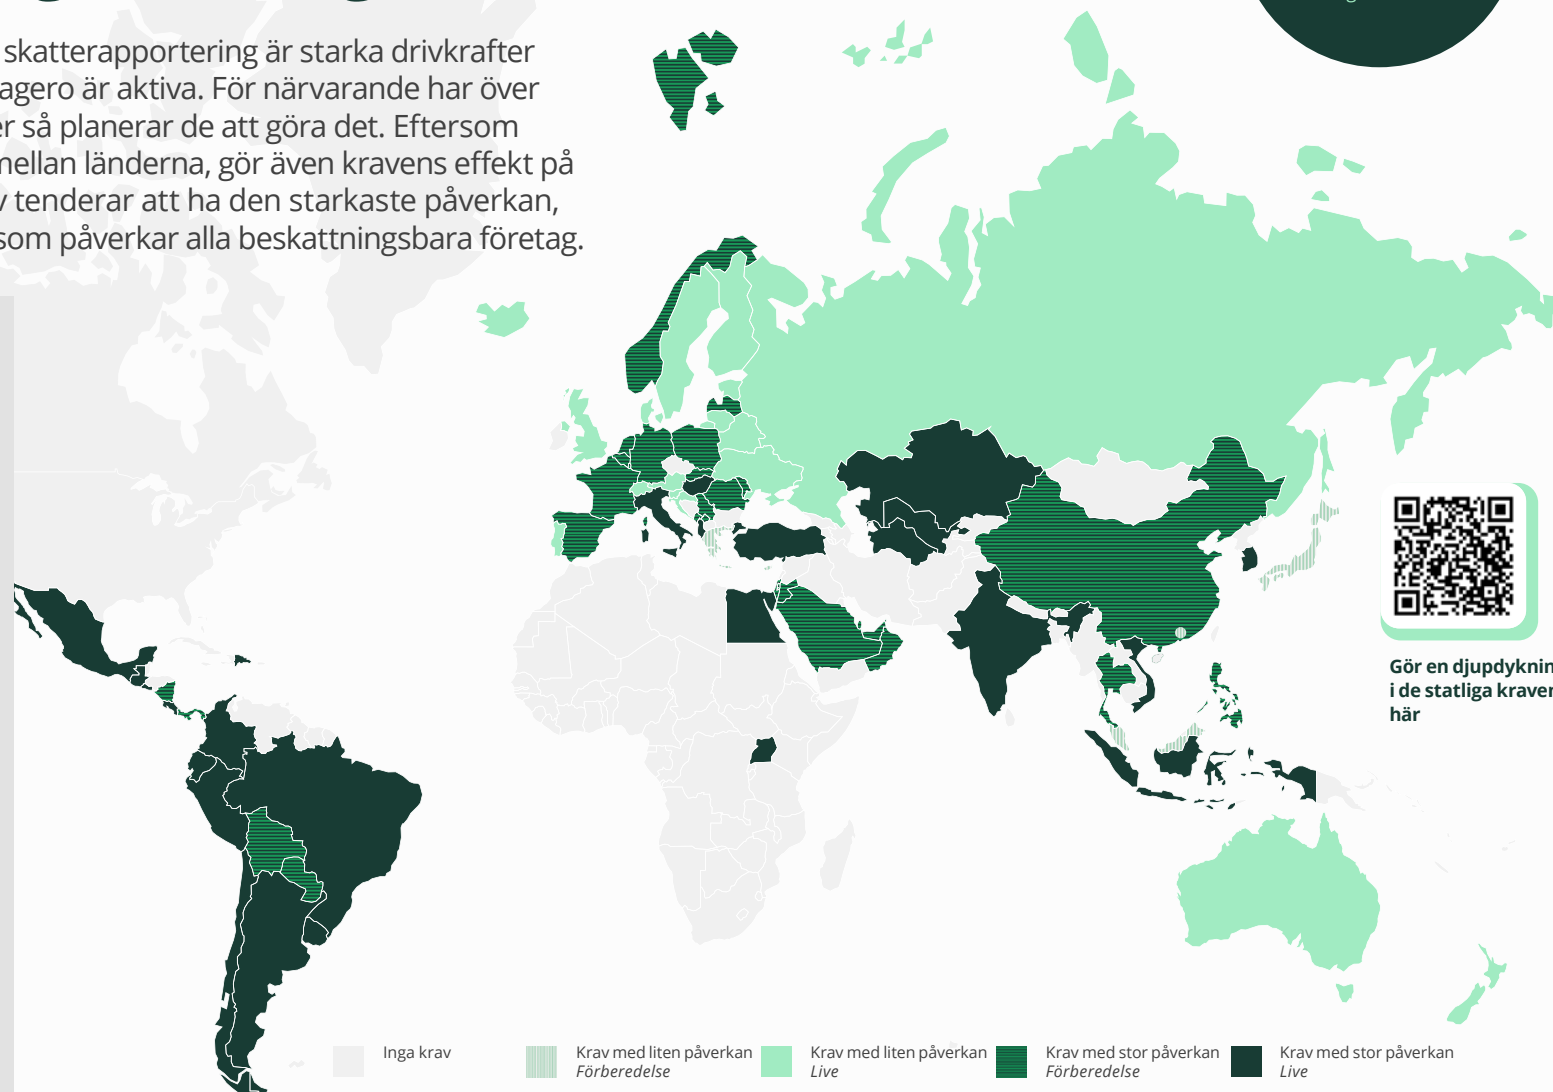 skatterapportering är starka drivkrafter
agero är aktiva. För närvarande har över
er så planerar de att göra det. Eftersom
mellan länderna, gör även kravens effekt på
tenderar att ha den starkaste påverkan,
som påverkar alla beskattningsbara företag.
Gör en djupdyknin
i de statliga kraven
här
Inga krav
Krav med liten påverkan
Förberedelse
Krav med liten påverkan
Live
Krav med stor påverkan
Förberedelse
Krav med stor påverkan
Live